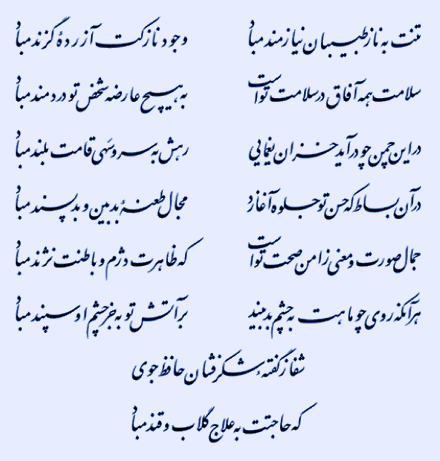 تنت به ناز طبیبان نیازمند مباد وجود نازکت آزردهٔ گزند مباد
سلامت همه آفاق در سلامت توست به هیچ عارضه شخص تو دردمند مباد
در این چمن چو درآید خزان یغمایی رهش به سرو سهی قامت بلند مباد
در آن بساط که حسن تو جلوه آغازد مجال طعنهٔ بدبین و بدپسند مباد
جمال صورت و معنی ز امن صحت توست که ظاهرت دژم و باطنت نژند مباد
هر آنکه روی چو ماهت به چشم بد بیند بر آتش تو به جز چشم او سپند مباد
شفا ز گفته شکرفشان حافظ جوی
که حاجتت به علاج گلاب و قند مباد